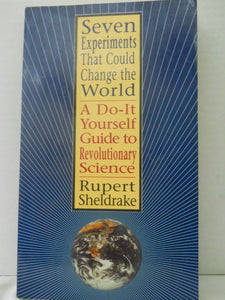 Seven
Experiments
That Could
Change the
World
A Do-It
Yourself
Guide to
Revolutionary
Science
Rupert
Sheldrake